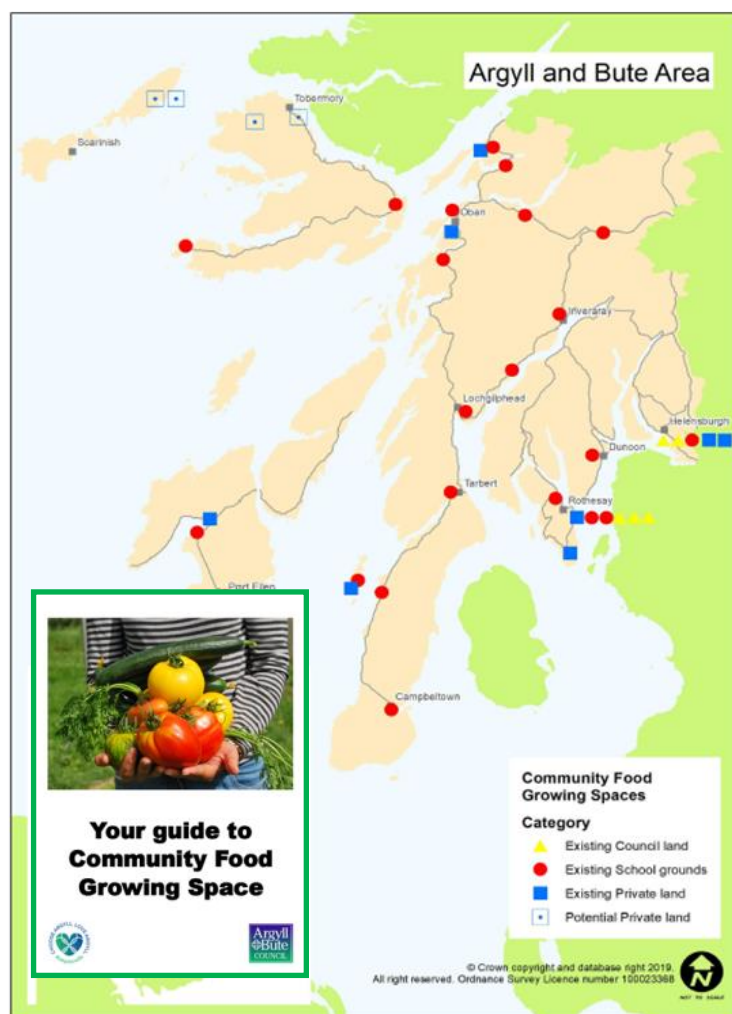 Argyll and Bute Area
Tobermory
Scarinish
Oban
Inveraray
Lochgilphead
Helensburgh
Dunoon
Tarbert
Rothesay
Port Ellen
Campbeltown
Your guide to
Community Food
Growing Space
Argyll
Bute
COUNCIL
Community Food
Growing Spaces
Category
Existing Council land
Existing School grounds
Existing Private land
Potential Private land
© Crown copyright and database right 2019.
All right reserved. Ordnance Survey Licence number 100023368
N
NOT TO SCALE